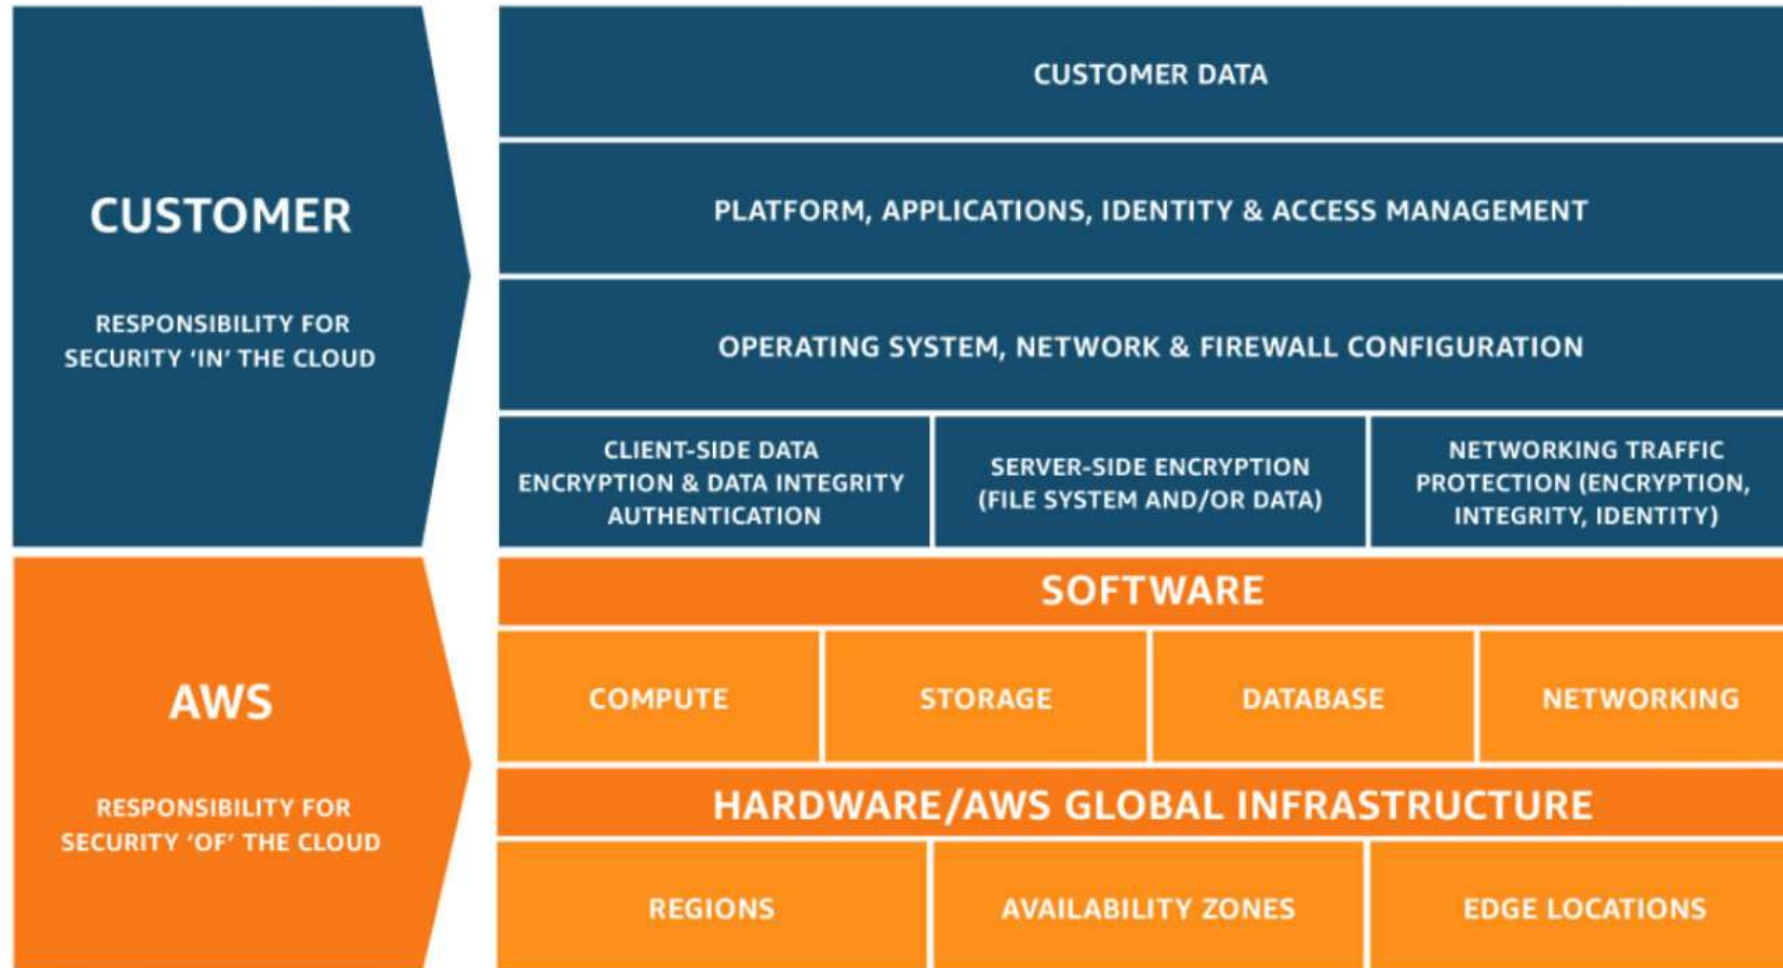 CUSTOMER
RESPONSIBILITY FOR
SECURITY ‘IN’ THE CLOUD
CUSTOMER DATA
PLATFORM, APPLICATIONS, IDENTITY & ACCESS MANAGEMENT
OPERATING SYSTEM, NETWORK & FIREWALL CONFIGURATION
CLIENT-SIDE DATA
ENCRYPTION & DATA INTEGRITY
AUTHENTICATION
SERVER-SIDE ENCRYPTION
(FILE SYSTEM AND/OR DATA)
NETWORKING TRAFFIC
PROTECTION (ENCRYPTION,
INTEGRITY, IDENTITY)
AWS
RESPONSIBILITY FOR
SECURITY ‘OF’ THE CLOUD
SOFTWARE
COMPUTE
STORAGE
DATABASE
NETWORKING
HARDWARE/AWS GLOBAL INFRASTRUCTURE
REGIONS
AVAILABILITY ZONES
EDGE LOCATIONS